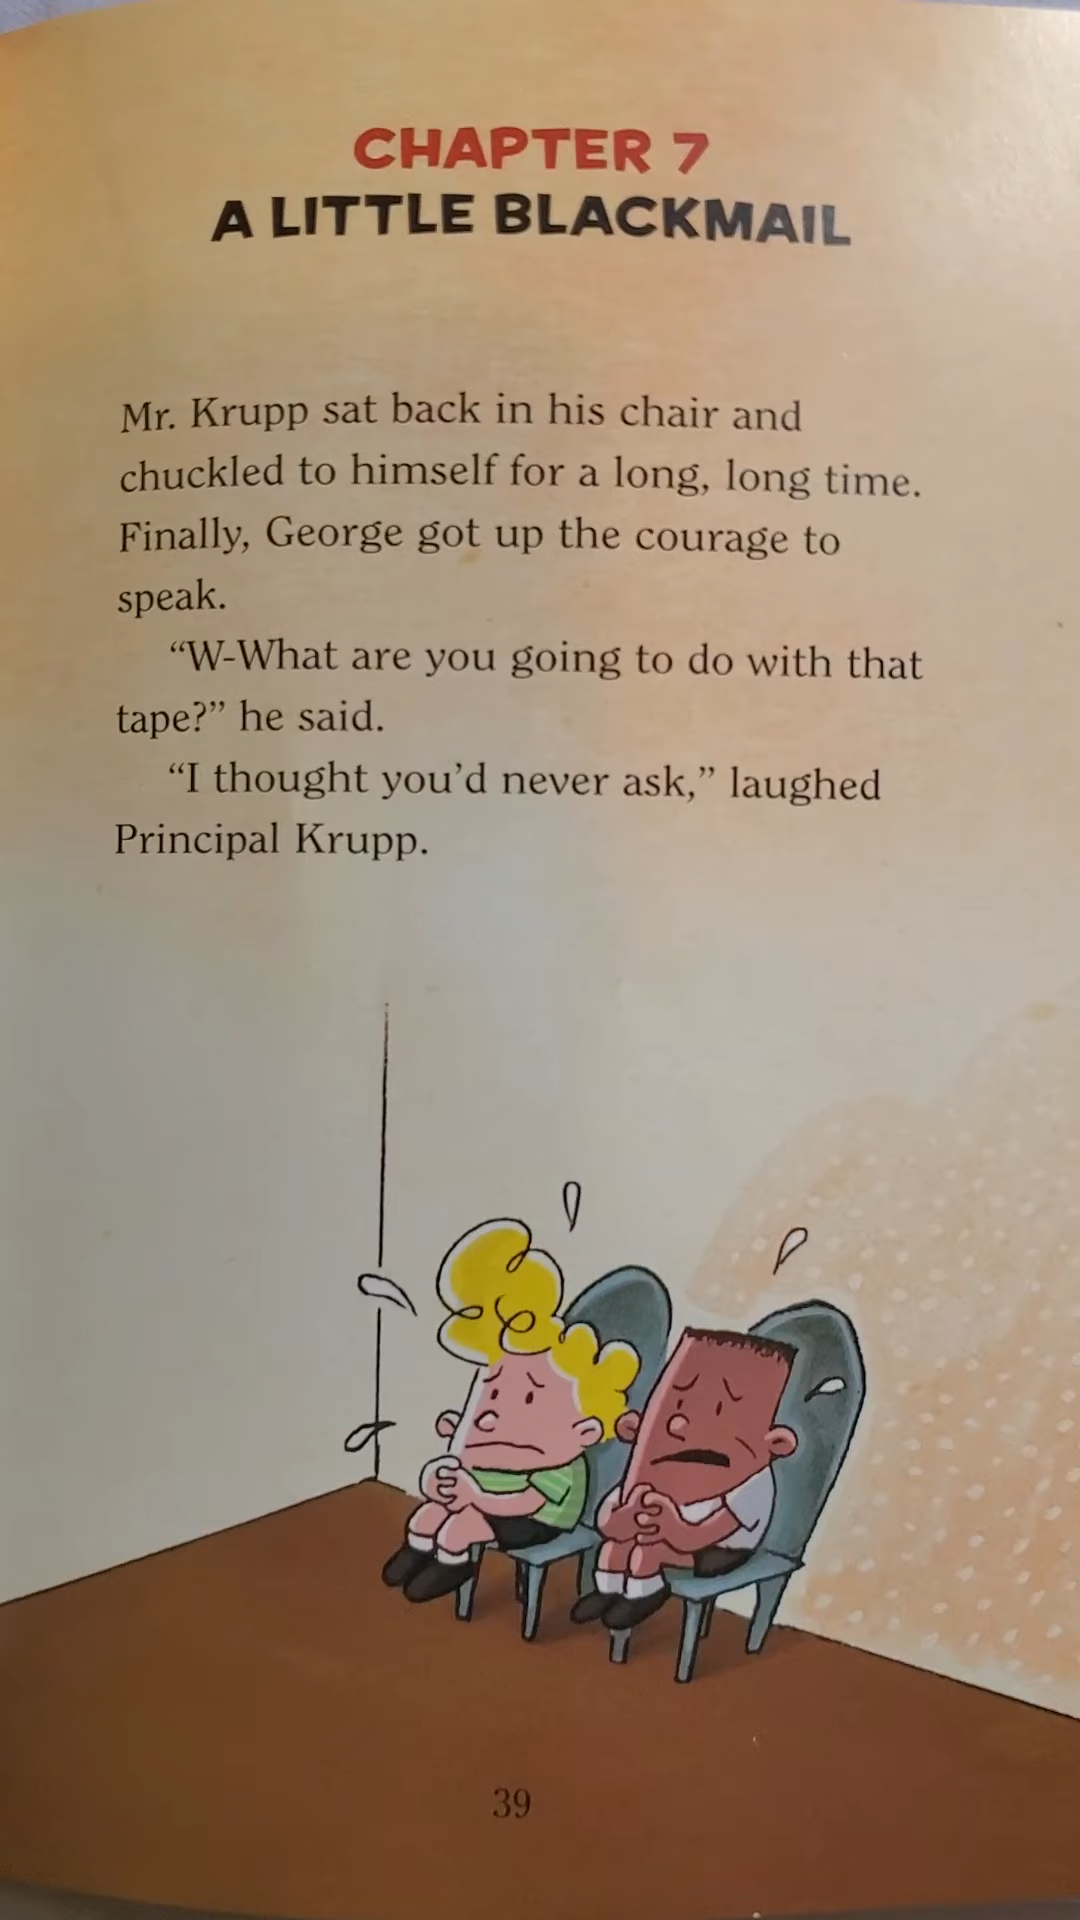 CHAPTER 7
A LITTLE BLACKMAIL
Mr. Krupp sat back in his chair and
chuckled to himself for a long, long time.
Finally, George got up the courage to
speak.
“W-What are you going to do with that
tape?” he said.
“I thought you’d never ask,” laughed
Principal Krupp.
39